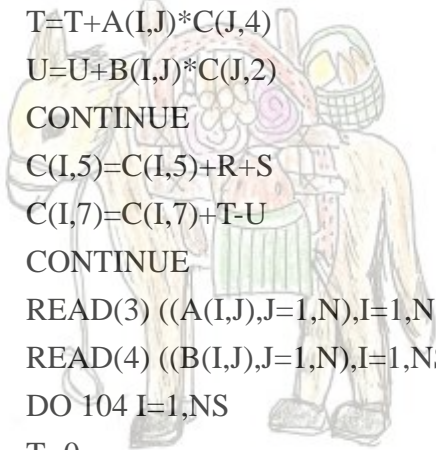 T=T+A(I,J)*C(J,4)
U=U+B(I,J)*C(J,2)
CONTINUE
C(I,5)=C(I,5)+R+S
C(I,7)=C(I,7)+T-U
CONTINUE
READ(3) ((A(I,J),J=1,N),I=1,N
READ(4) ((B(I,J),J=1,N),I=1,NS
DO 104 I=1,NS